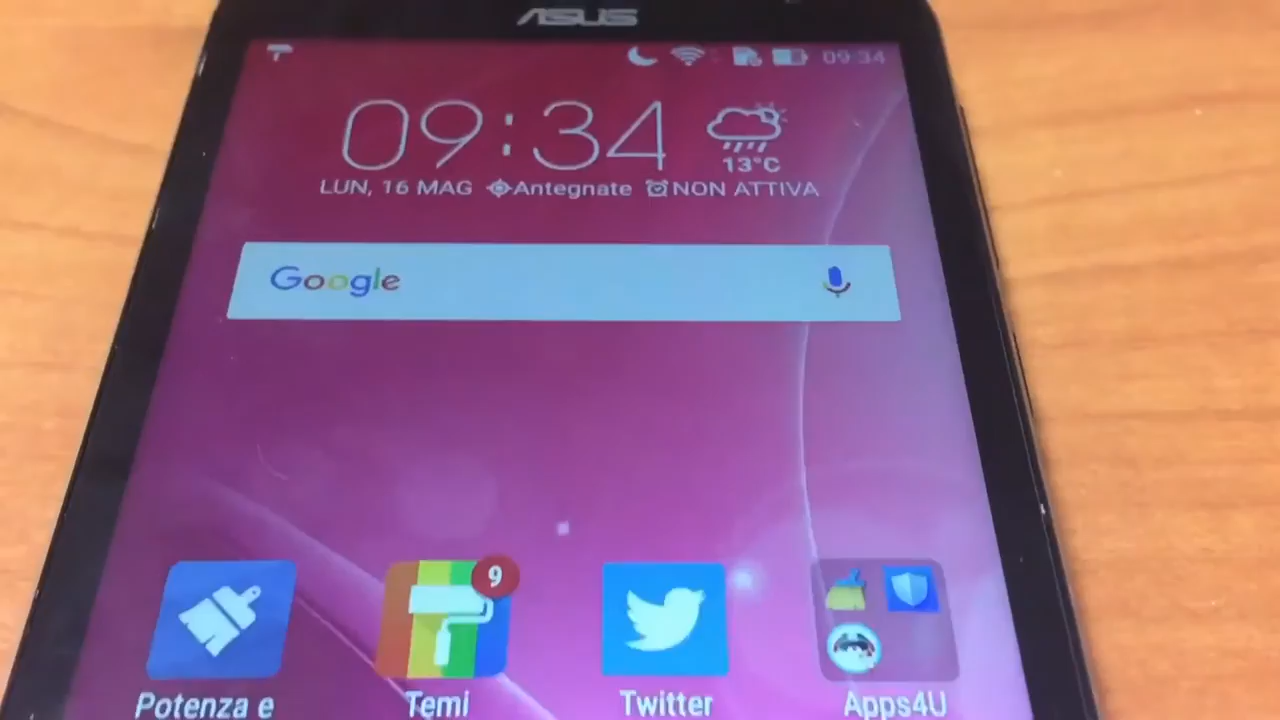 ASUS
09:34
09:34
13°C
LUN, 16 MAG Antegnate NON ATTIVA
Google
9
Potenza e Temi Twitter Apps4U